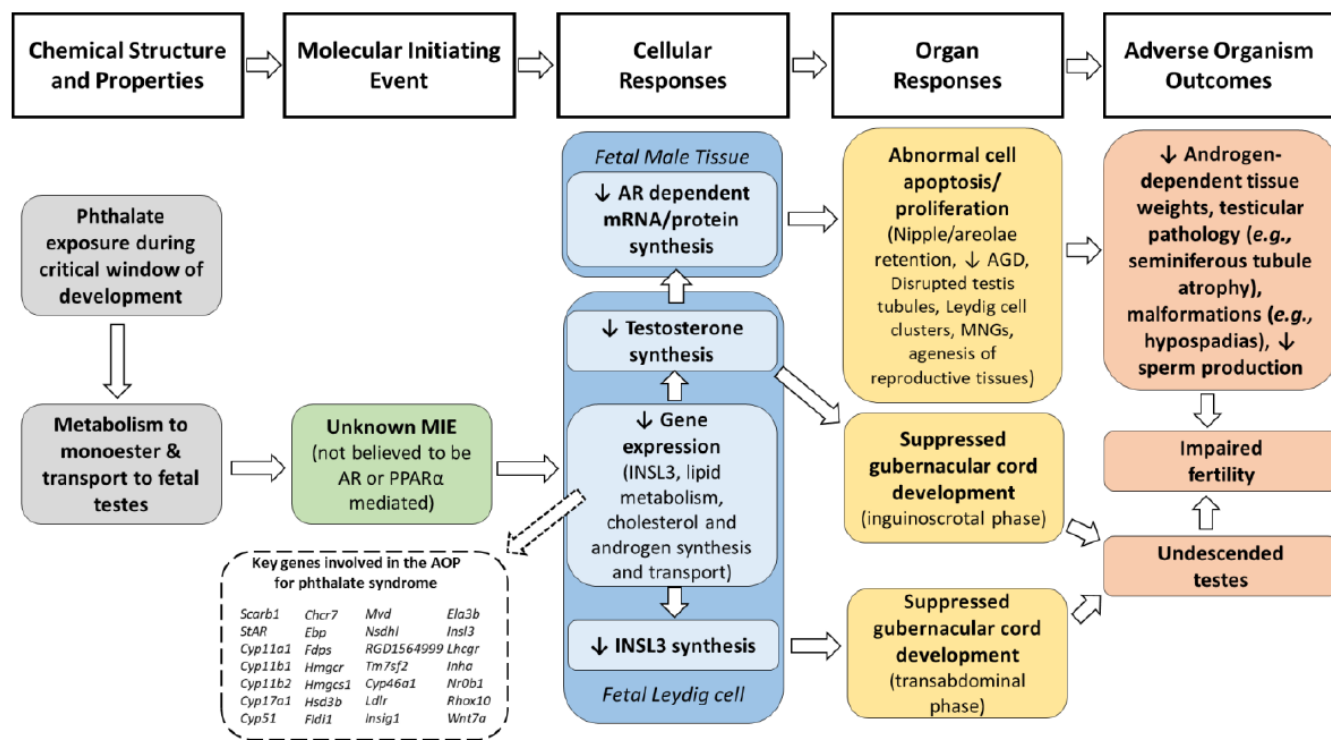 Chemical Structure
and Properties
Molecular Initiating
Event
Cellular
Responses
Organ
Responses
Adverse Organism
Outcomes
Phthalate
exposure during
critical window of
development
Metabolism to
monoester &
transport to fetal
testes
Unknown MIE
(not believed to be
AR or PPARα
mediated)
Key genes involved in the AOP
for phthalate syndrome
Scarb1 Chcr7 Mvd Ela3b
StAR Ebp Nsdhl Insl3
Cyp11a1 Fdps RGD1564999 Lhcgr
Cyp11b1 Hmgcr Tm7sf2 Inha
Cyp11b2 Hmgcs1 Cyp46a1 Nr0b1
Cyp17a1 Hsd3b Ldlr Rhox10
Cyp51 Fidi1 Insig1 Wnt7a
Fetal Male Tissue
↓ AR dependent
mRNA/protein
synthesis
↓ Testosterone
synthesis
↓ Gene
expression
(INSL3, lipid
metabolism,
cholesterol and
androgen synthesis
and transport)
↓ INSL3 synthesis
Fetal Leydig cell
Abnormal cell
apoptosis/
proliferation
(Nipple/areolae
retention, ↓ AGD,
Disrupted testis
tubules, Leydig cell
clusters, MNGs,
agenesis of
reproductive tissues)
Suppressed
gubernacular cord
development
(inguinoscrotal phase)
Suppressed
gubernacular cord
development
(transabdominal
phase)
↓ Androgen-
dependent tissue
weights, testicular
pathology (e.g.,
seminiferous tubule
atrophy),
malformations (e.g.,
hypospadias), ↓
sperm production
Impaired
fertility
Undescended
testes